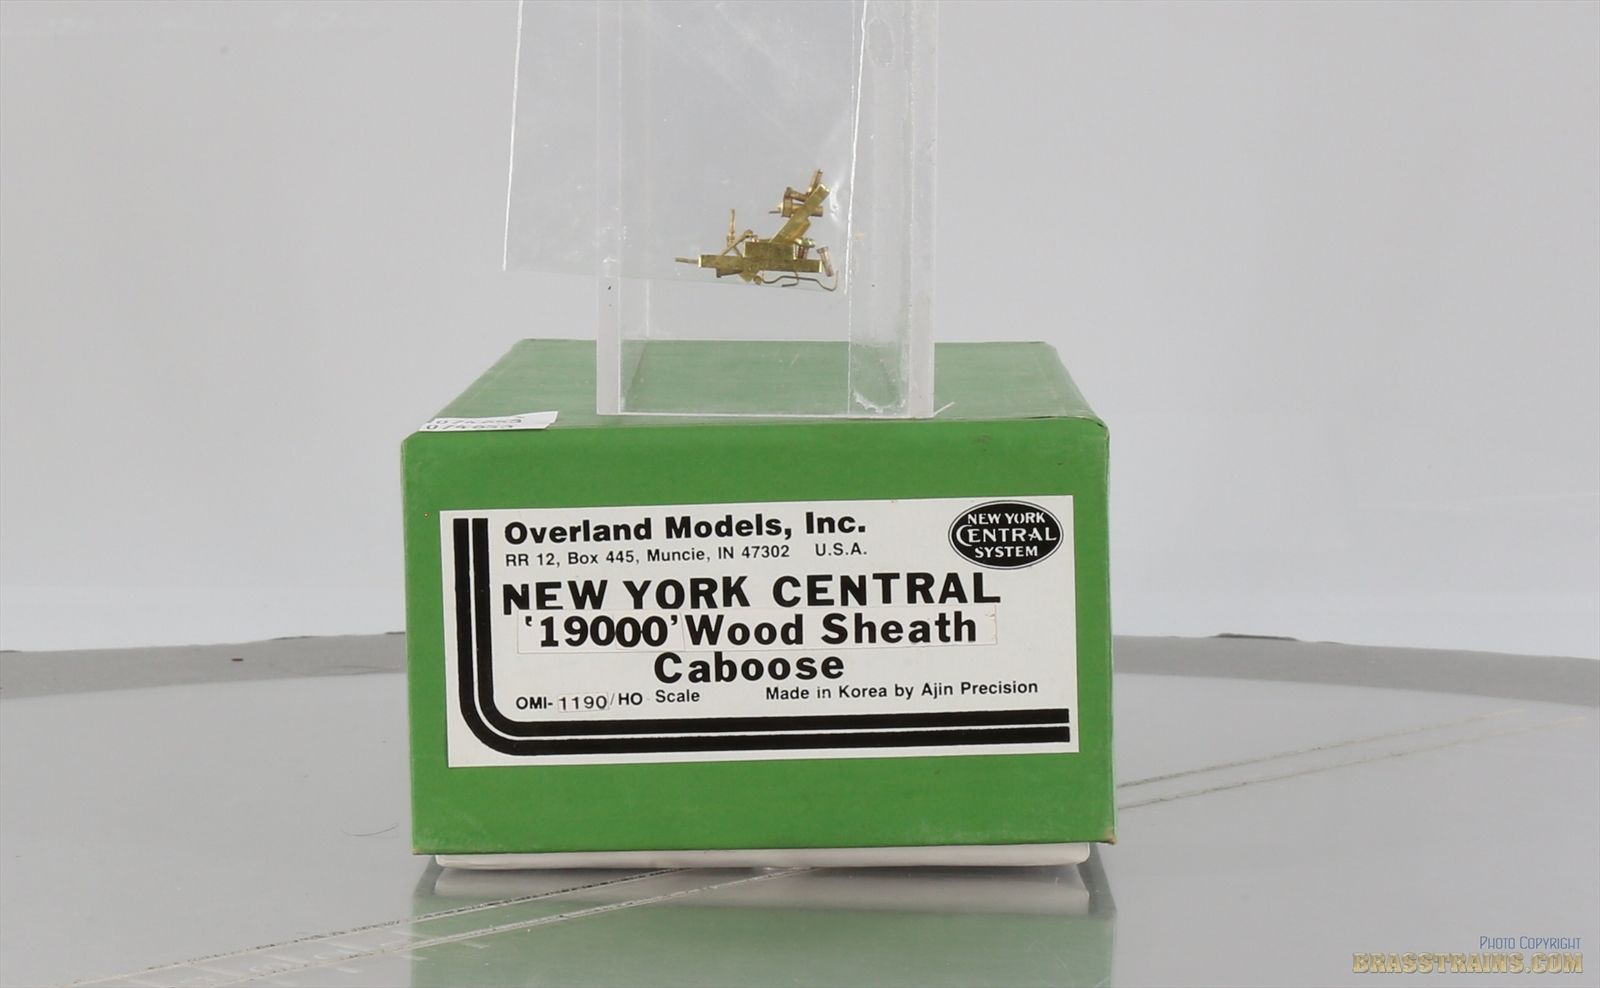 Overland Models, Inc.
RR 12, Box 445, Muncie, IN 47302 U.S.A.
NEW YORK
CENTRAL
SYSTEM
NEW YORK CENTRAL
'19000' Wood Sheath
Caboose
OMI-1190/HO Scale Made in Korea by Ajin Precision
PHOTO COPYRIGHT
BRASSTRAINS.COM